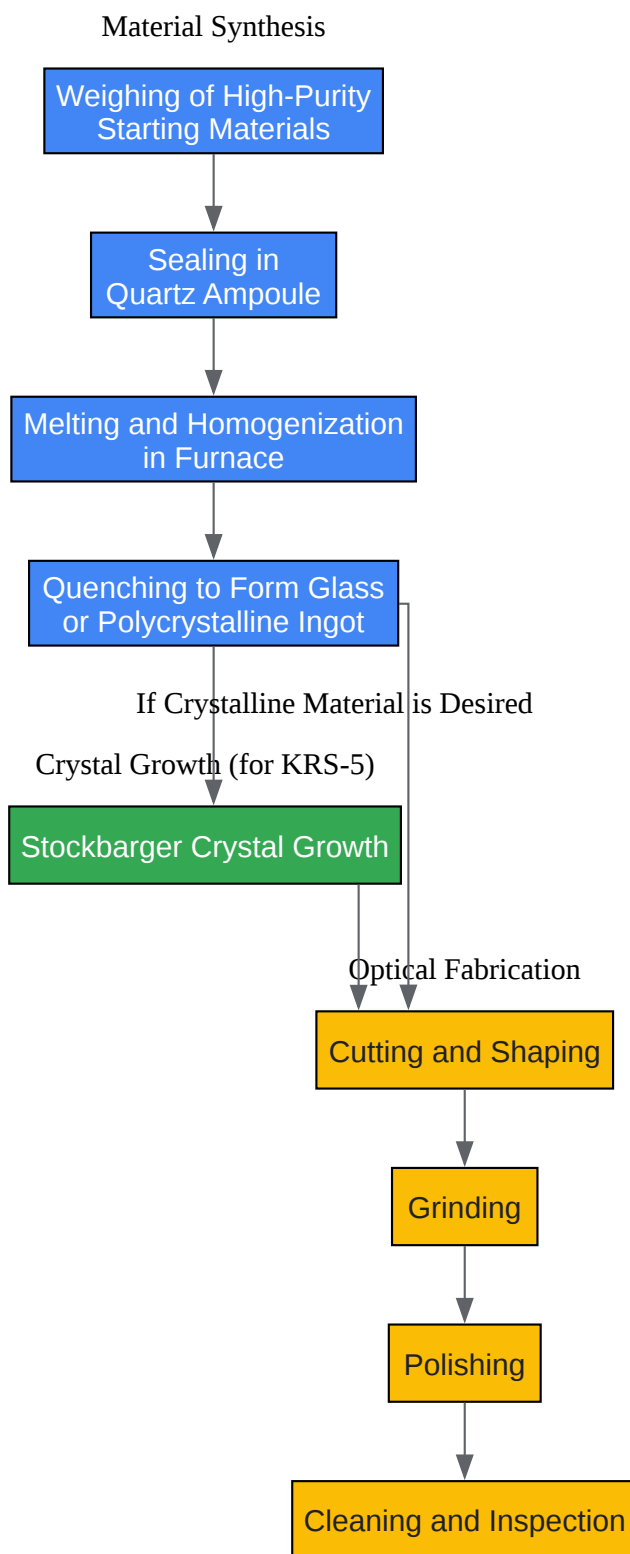 Material Synthesis
Weighing of High-Purity
Starting Materials
Sealing in
Quartz Ampoule
Melting and Homogenization
in Furnace
Quenching to Form Glass
or Polycrystalline Ingot
If Crystalline Material is Desired
Crystal Growth (for KRS-5)
Stockbarger Crystal Growth
Optical Fabrication
Cutting and Shaping
Grinding
Polishing
Cleaning and Inspection